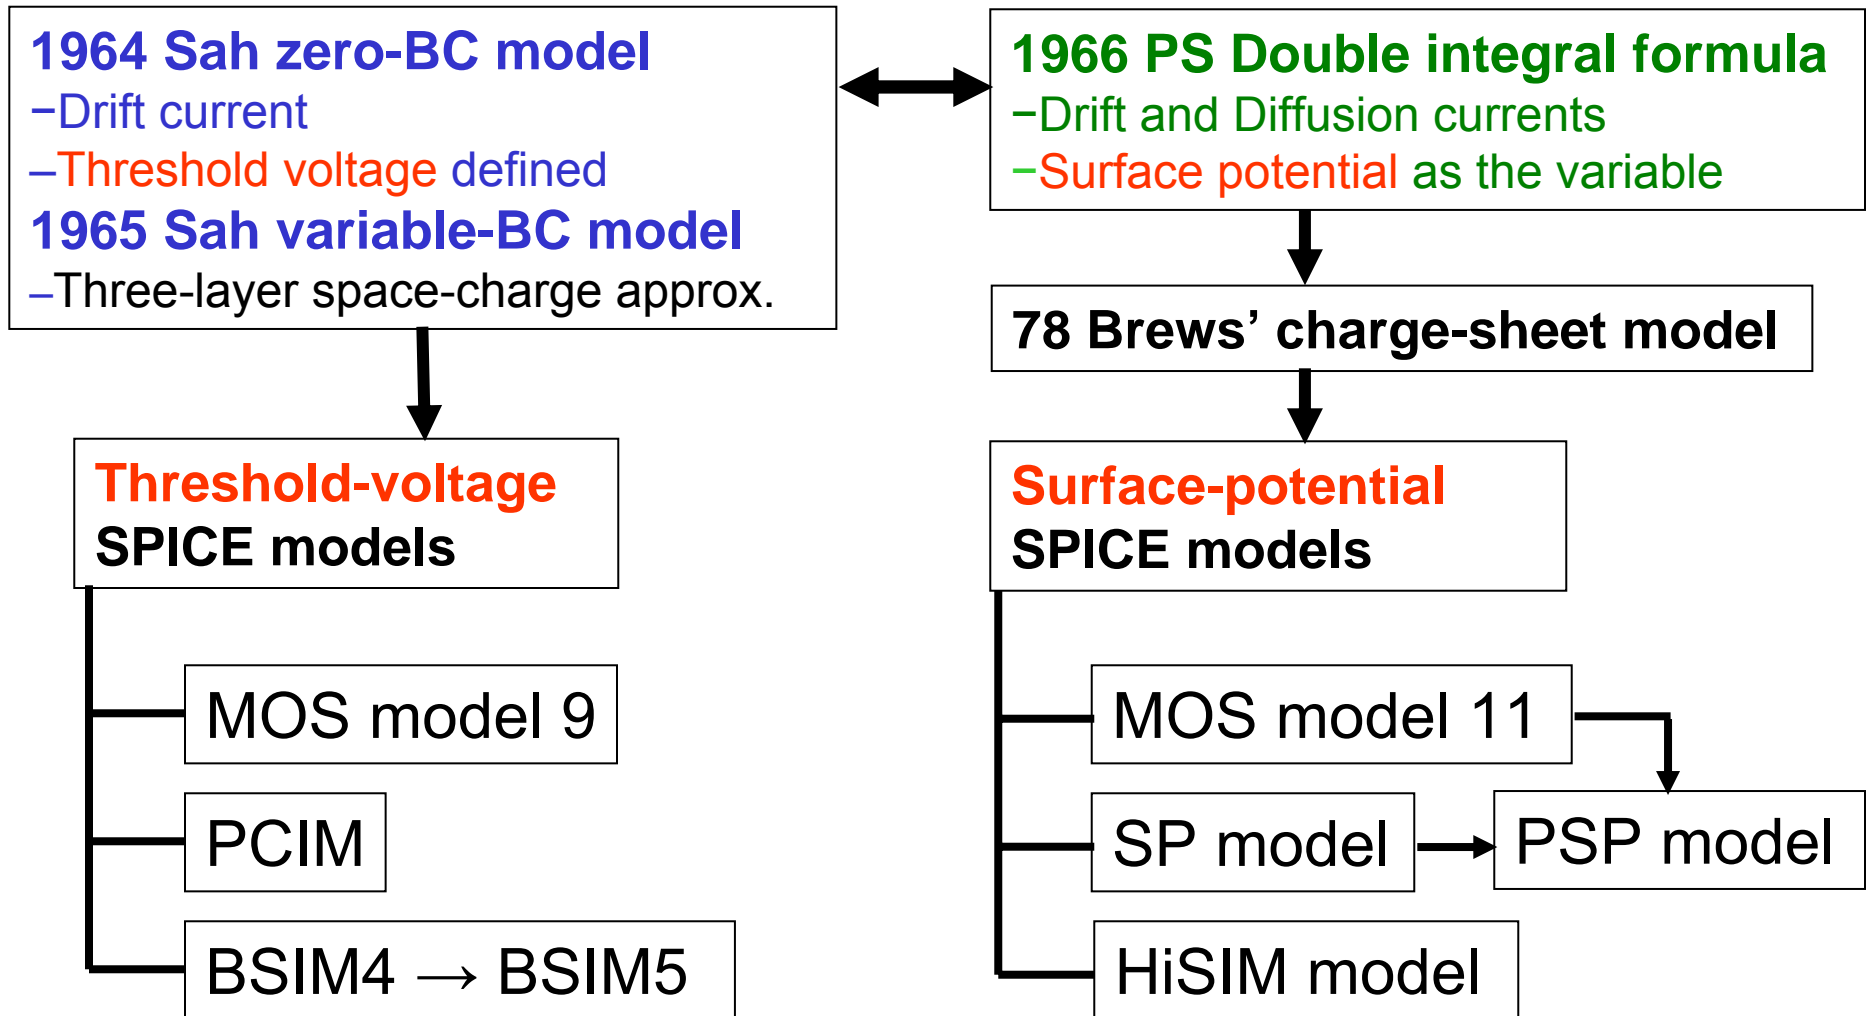 1964 Sah zero-BC model
−Drift current
–Threshold voltage defined
1965 Sah variable-BC model
–Three-layer space-charge approx.
1966 PS Double integral formula
−Drift and Diffusion currents
−Surface potential as the variable
78 Brews’ charge-sheet model
Threshold-voltage
SPICE models
MOS model 9
PCIM
BSIM4 → BSIM5
Surface-potential
SPICE models
MOS model 11
SP model
PSP model
HiSIM model